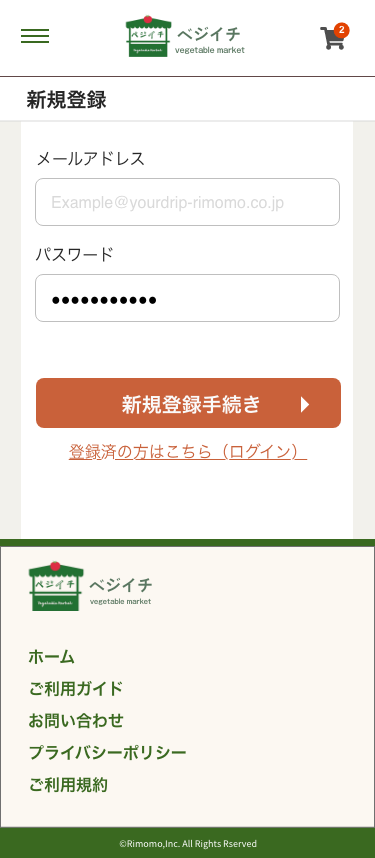 ベジイチ
Vegetable Market
ベジイチ
vegetable market
2
新規登録
メールアドレス
Example@yourdrip-rimomo.co.jp
パスワード
●●●●●●●●●●●
新規登録手続き
登録済の方はこちら（ログイン）
ベジイチ
Vegetable Market
ベジイチ
vegetable market
ホーム
ご利用ガイド
お問い合わせ
プライバシーポリシー
ご利用規約
©Rimomo,Inc. All Rights Rserved